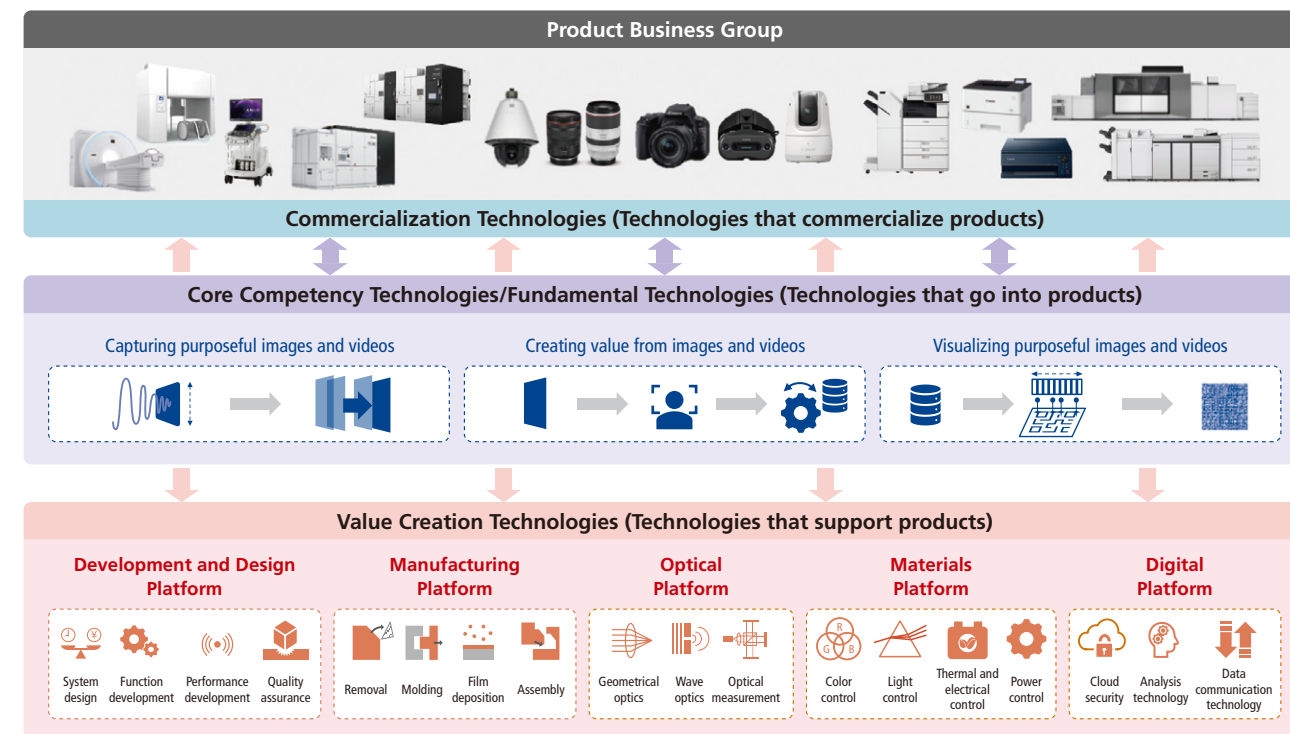 Product Business Group
Commercialization Technologies (Technologies that commercialize products)
Core Competency Technologies/Fundamental Technologies (Technologies that go into products)
Capturing purposeful images and videos
Creating value from images and videos
Visualizing purposeful images and videos
Value Creation Technologies (Technologies that support products)
Development and Design
Platform
Manufacturing
Platform
Optical
Platform
Materials
Platform
Digital
Platform
¥
R
G
B
System
design
Function
development
Performance
development
Quality
assurance
Removal
Molding
Film
deposition
Assembly
Geometrical
optics
Wave
optics
Optical
measurement
Color
control
Light
control
Thermal and
electrical
control
Power
control
Cloud
security
Analysis
technology
Data
communication
technology